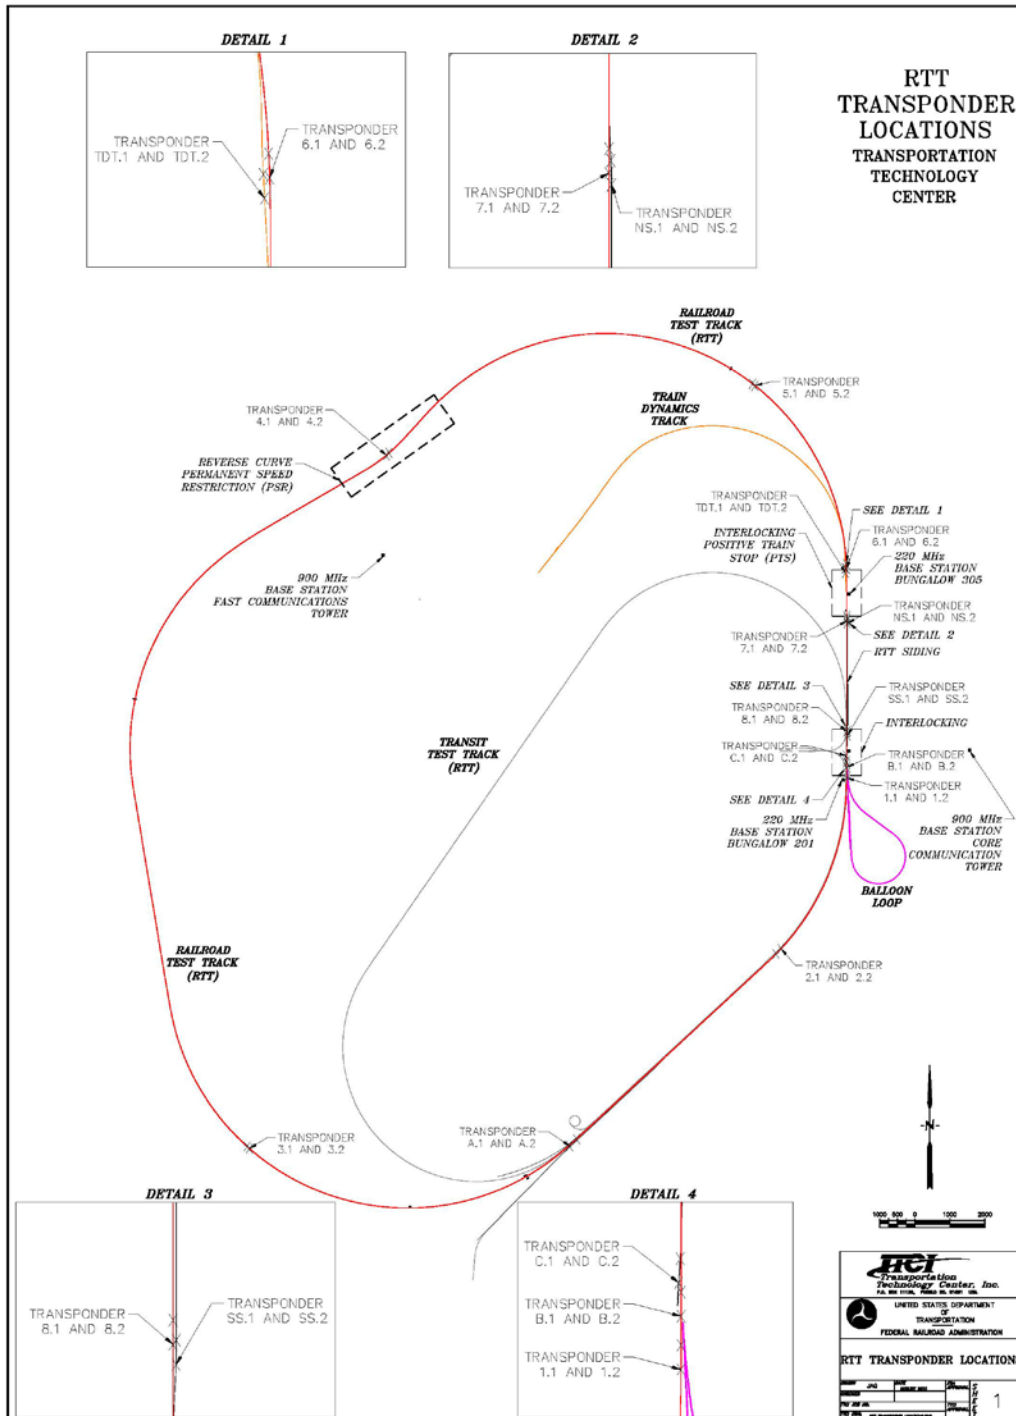 DETAIL 1
TRANSPONDER
TDT.1 AND TDT.2
TRANSPONDER
6.1 AND 6.2
DETAIL 2
TRANSPONDER
7.1 AND 7.2
TRANSPONDER
NS.1 AND NS.2
RTT
TRANSPONDER
LOCATIONS
TRANSPORTATION
TECHNOLOGY
CENTER
RAILROAD
TEST TRACK
(RTT)
TRANSPONDER
5.1 AND 5.2
TRAIN
DYNAMICS
TRACK
TRANSPONDER
4.1 AND 4.2
REVERSE CURVE
PERMANENT SPEED
RESTRICTION (PSR)
TRANSPONDER
TDT.1 AND TDT.2
SEE DETAIL 1
TRANSPONDER
6.1 AND 6.2
INTERLOCKING
POSITIVE TRAIN
STOP (PTS)
220 MHz
BASE STATION
BUNGALOW 305
900 MHz
BASE STATION
FAST COMMUNICATIONS
TOWER
TRANSPONDER
NS.1 AND NS.2
TRANSPONDER
7.1 AND 7.2
SEE DETAIL 2
RTT SIDING
SEE DETAIL 3
TRANSPONDER
SS.1 AND SS.2
TRANSPONDER
8.1 AND 8.2
INTERLOCKING
TRANSIT
TEST TRACK
(RTT)
TRANSPONDER
C.1 AND C.2
TRANSPONDER
B.1 AND B.2
TRANSPONDER
1.1 AND 1.2
SEE DETAIL 4
220 MHz
BASE STATION
BUNGALOW 201
900 MHz
BASE STATION
CORE
COMMUNICATION
TOWER
BALLOON
LOOP
RAILROAD
TEST TRACK
(RTT)
TRANSPONDER
2.1 AND 2.2
TRANSPONDER
3.1 AND 3.2
TRANSPONDER
A.1 AND A.2
N
1000 500 0 1000 2000
DETAIL 3
TRANSPONDER
8.1 AND 8.2
TRANSPONDER
SS.1 AND SS.2
DETAIL 4
TRANSPONDER
C.1 AND C.2
TRANSPONDER
B.1 AND B.2
TRANSPONDER
1.1 AND 1.2
TTCI
Transportation
Technology Center, Inc.
UNITED STATES DEPARTMENT
OF
TRANSPORTATION
FEDERAL RAILROAD ADMINISTRATION
RTT TRANSPONDER LOCATION
1